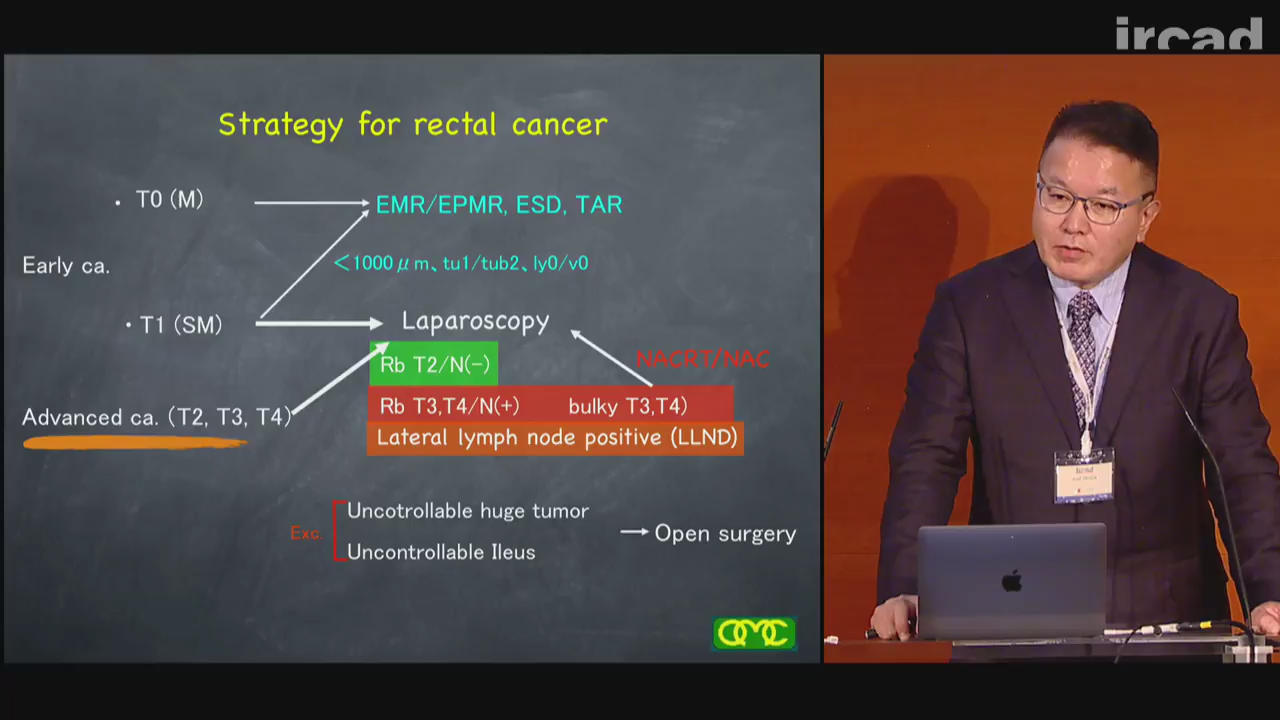 ircad
Strategy for rectal cancer
・ T0 (M)
EMR/EPMR, ESD, TAR
Early ca.
＜1000μm、tu1/tub2、ly0/v0
・T1 (SM)
Laparoscopy
NACRT/NAC
Rb T2/N(-)
Rb T3,T4/N(+) bulky T3,T4)
Advanced ca. (T2, T3, T4)
Lateral lymph node positive (LLND)
Exc.
Uncotrollable huge tumor
Uncontrollable Ileus
Open surgery
OMC